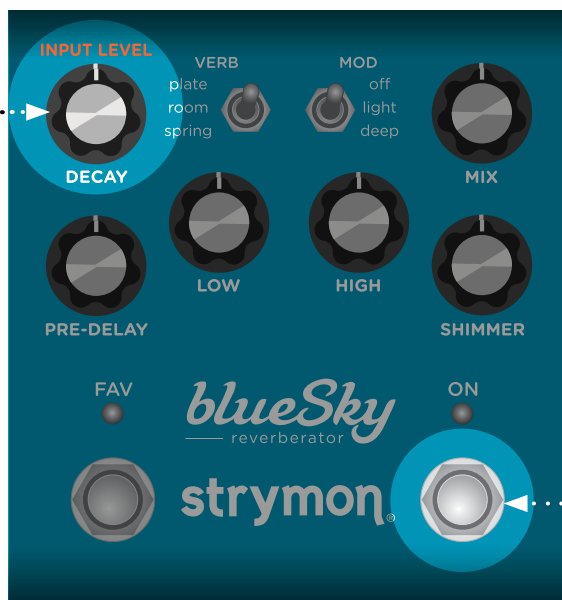 INPUT LEVEL
DECAY
VERB
plate
room
spring
MOD
off
light
deep
MIX
LOW
HIGH
PRE-DELAY
SHIMMER
FAV
ON
blueSky
reverberator
strymon®